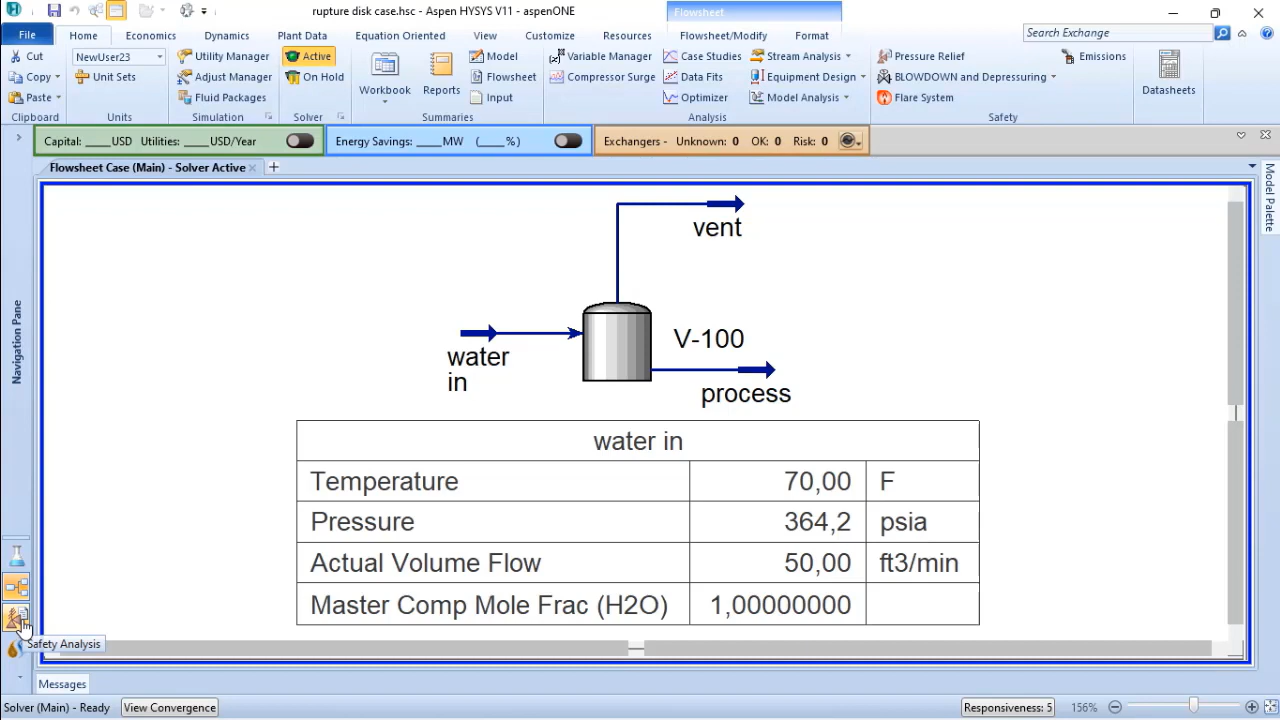 rupture disk case.hsc - Aspen HYSYS V11 - aspenONE
Flowsheet
File Home Economics Dynamics Plant Data Equation Oriented View Customize Resources Flowsheet/Modify Format
Search Exchange
Cut
Copy
Paste
Clipboard
NewUser23
Unit Sets
Units
Utility Manager
Adjust Manager
Fluid Packages
Simulation
Active
On Hold
Solver
Workbook
Reports
Model
Flowsheet
Input
Summaries
Variable Manager
Compressor Surge
Case Studies
Data Fits
Optimizer
Stream Analysis
Equipment Design
Model Analysis
Analysis
Pressure Relief
BLOWDOWN and Depressuring
Flare System
Emissions
Safety
Datasheets
Capital: ____ USD Utilities: ____ USD/Year
Energy Savings: ____ MW (____ %)
Exchangers - Unknown: 0 OK: 0 Risk: 0
Flowsheet Case (Main) - Solver Active
Model Palette
Navigation Pane
vent
V-100
water
in
process
water in
Temperature 70,00 F
Pressure 364,2 psia
Actual Volume Flow 50,00 ft3/min
Master Comp Mole Frac (H2O) 1,00000000
Safety Analysis
Messages
Solver (Main) - Ready View Convergence Responsiveness: 5 156%